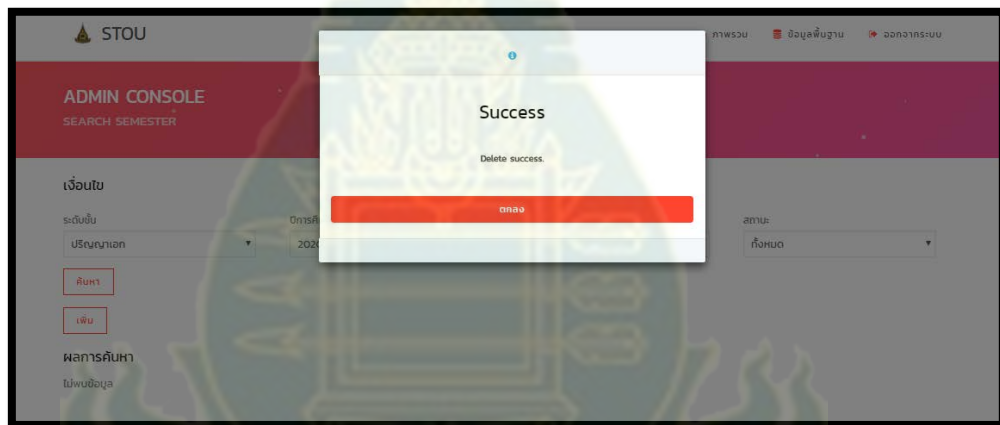 STOU
ภาพรวม
ข้อมูลพื้นฐาน
ออกจากระบบ
ADMIN CONSOLE
SEARCH SEMESTER
Success
Delete success.
ตกลง
เงื่อนไข
ระดับชั้น
ปริญญาเอก
2020
สถานะ
ทั้งหมด
ค้นหา
เพิ่ม
ผลการค้นหา
ไม่พบข้อมูล